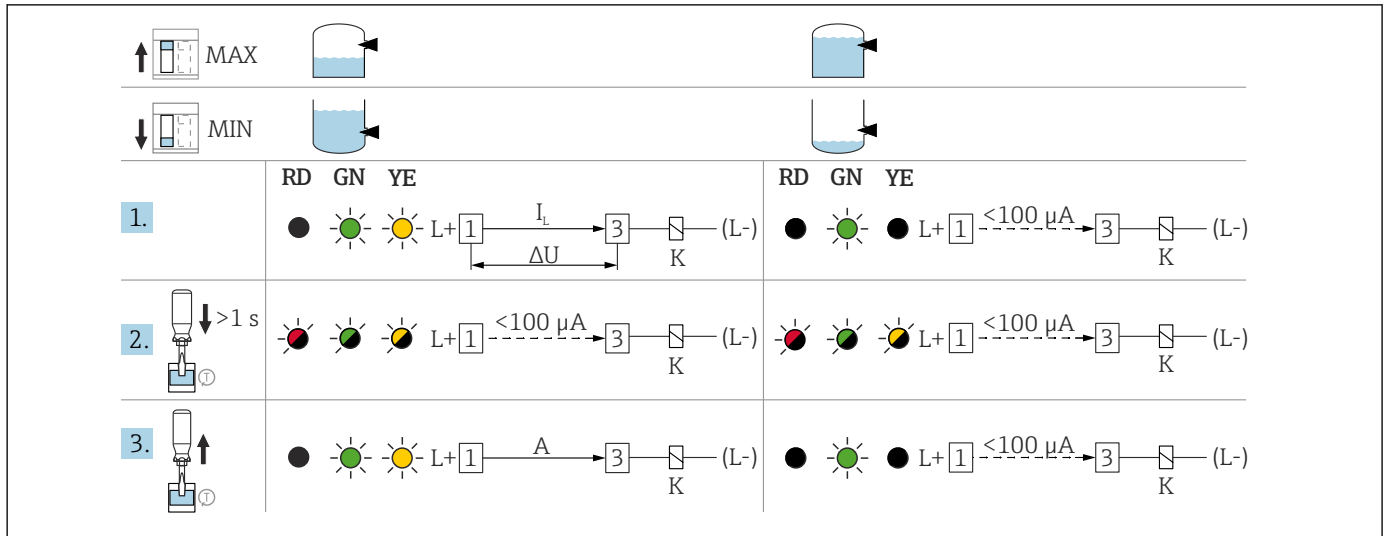 MAX
MIN
RD GN YE RD GN YE
1. L+ 1 I_L 3 (L-) L+ 1 <100 µA 3 (L-)
ΔU K K
2. >1 s L+ 1 <100 µA 3 (L-) L+ 1 <100 µA 3 (L-)
T K K
3. L+ 1 A 3 (L-) L+ 1 <100 µA 3 (L-)
T K K